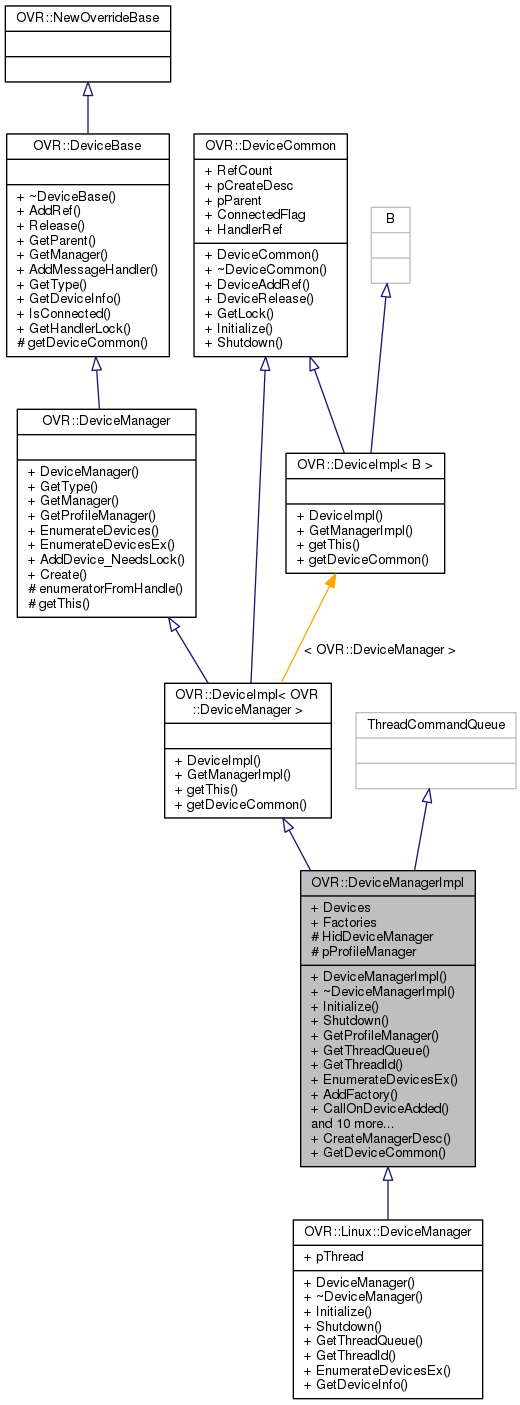 OVR::NewOverrideBase
OVR::DeviceBase
+ ~DeviceBase()
+ AddRef()
+ Release()
+ GetParent()
+ GetManager()
+ AddMessageHandler()
+ GetType()
+ GetDeviceInfo()
+ IsConnected()
+ GetHandlerLock()
# getDeviceCommon()
OVR::DeviceCommon
+ RefCount
+ pCreateDesc
+ pParent
+ ConnectedFlag
+ HandlerRef
+ DeviceCommon()
+ ~DeviceCommon()
+ DeviceAddRef()
+ DeviceRelease()
+ GetLock()
+ Initialize()
+ Shutdown()
B
OVR::DeviceManager
+ DeviceManager()
+ GetType()
+ GetManager()
+ GetProfileManager()
+ EnumerateDevices()
+ EnumerateDevicesEx()
+ AddDevice_NeedsLock()
+ Create()
# enumeratorFromHandle()
# getThis()
OVR::DeviceImpl< B >
+ DeviceImpl()
+ GetManagerImpl()
+ getThis()
+ getDeviceCommon()
< OVR::DeviceManager >
OVR::DeviceImpl< OVR
::DeviceManager >
+ DeviceImpl()
+ GetManagerImpl()
+ getThis()
+ getDeviceCommon()
ThreadCommandQueue
OVR::DeviceManagerImpl
+ Devices
+ Factories
# HidDeviceManager
# pProfileManager
+ DeviceManagerImpl()
+ ~DeviceManagerImpl()
+ Initialize()
+ Shutdown()
+ GetProfileManager()
+ GetThreadQueue()
+ GetThreadId()
+ EnumerateDevicesEx()
+ AddFactory()
+ CallOnDeviceAdded()
and 10 more...
+ CreateManagerDesc()
+ GetDeviceCommon()
OVR::Linux::DeviceManager
+ pThread
+ DeviceManager()
+ ~DeviceManager()
+ Initialize()
+ Shutdown()
+ GetThreadQueue()
+ GetThreadId()
+ EnumerateDevicesEx()
+ GetDeviceInfo()